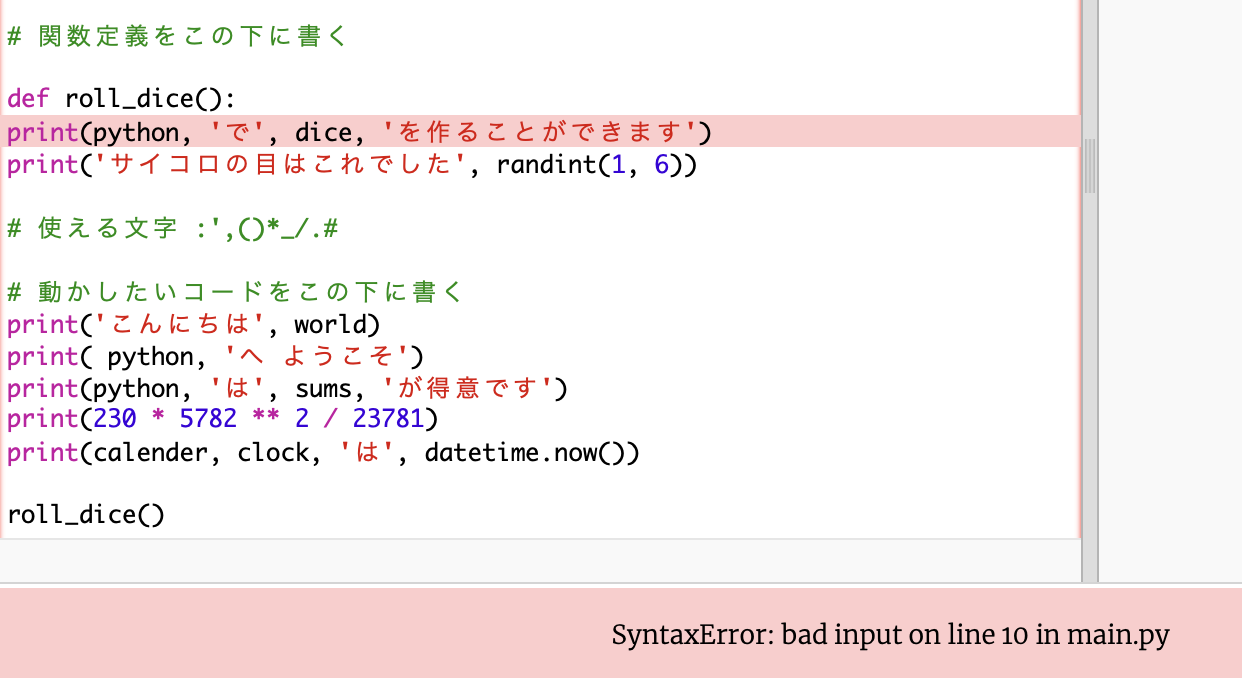 # 関数定義をこの下に書く
def roll_dice():
print(python, 'で', dice, 'を作ることができます')
print('サイコロの目はこれでした', randint(1, 6))
# 使える文字 :',()*_/.#
# 動かしたいコードをこの下に書く
print('こんにちは', world)
print( python, 'へ ようこそ')
print(python, 'は', sums, 'が得意です')
print(230 * 5782 ** 2 / 23781)
print(calender, clock, 'は', datetime.now())
roll_dice()
SyntaxError: bad input on line 10 in main.py